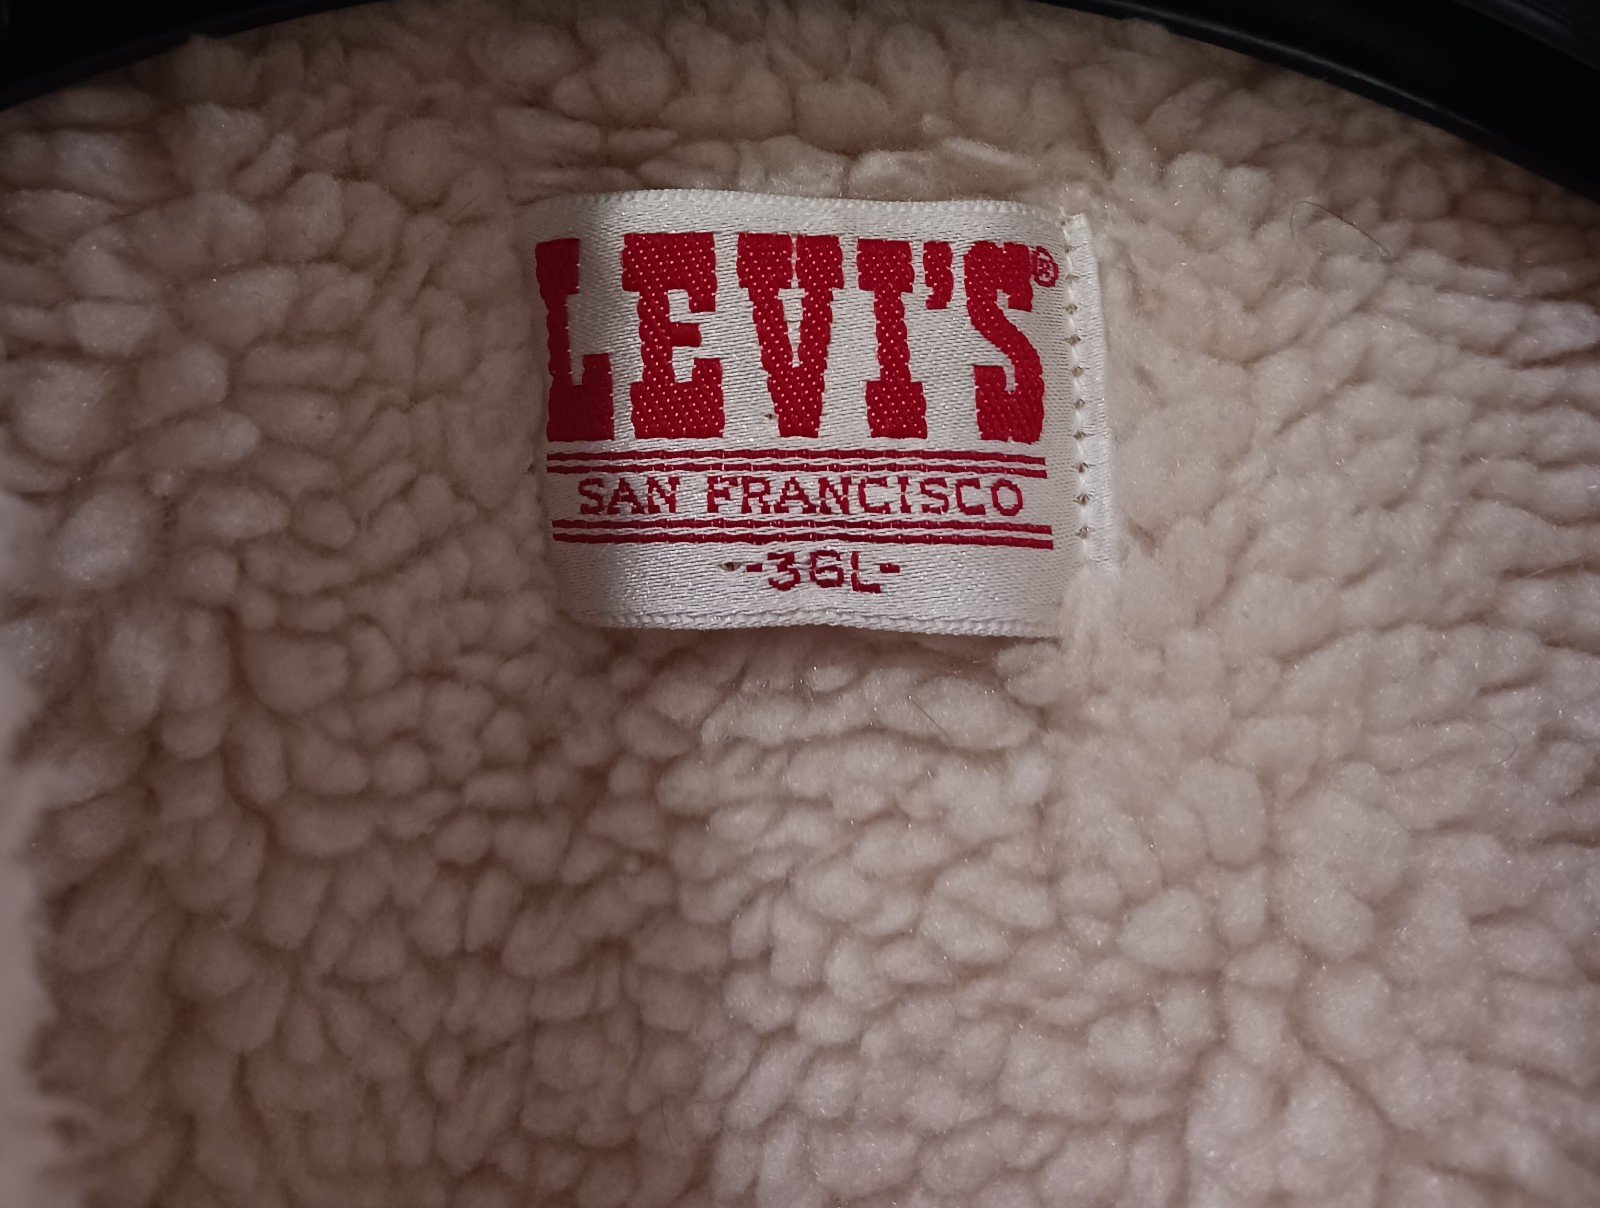 LEVI'S®
SAN FRANCISCO
-36L-